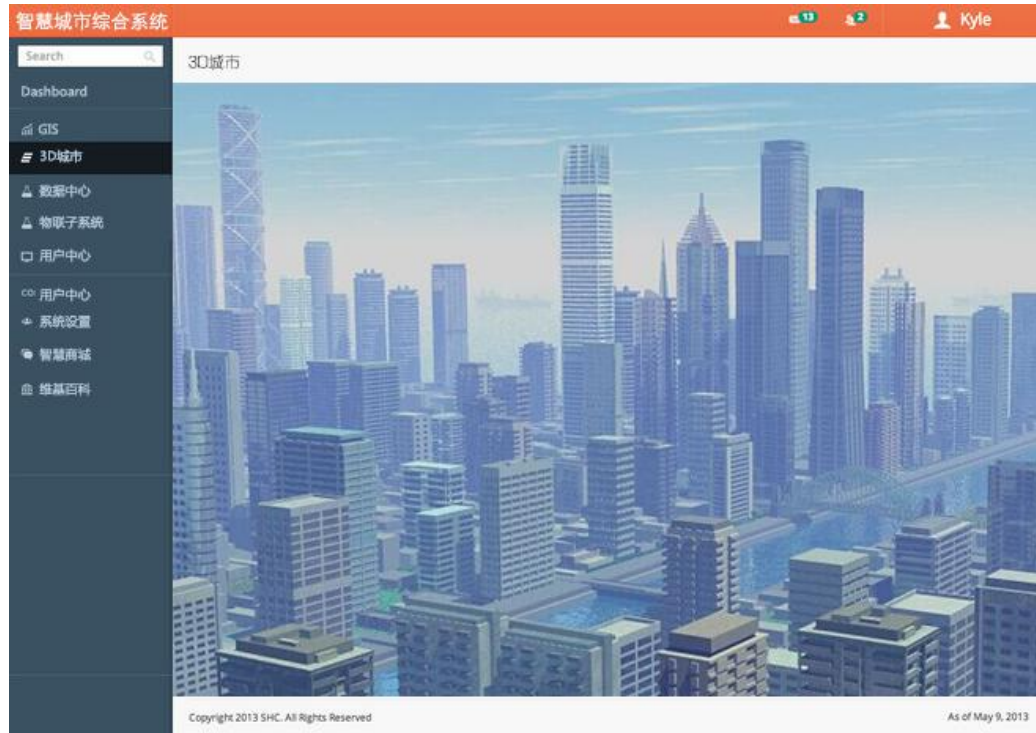 智慧城市综合系统
13
2
Kyle
Search
3D城市
Dashboard
GIS
3D城市
数据中心
物联子系统
用户中心
用户中心
系统设置
智慧商城
维基百科
Copyright 2013 SHC. All Rights Reserved
As of May 9, 2013